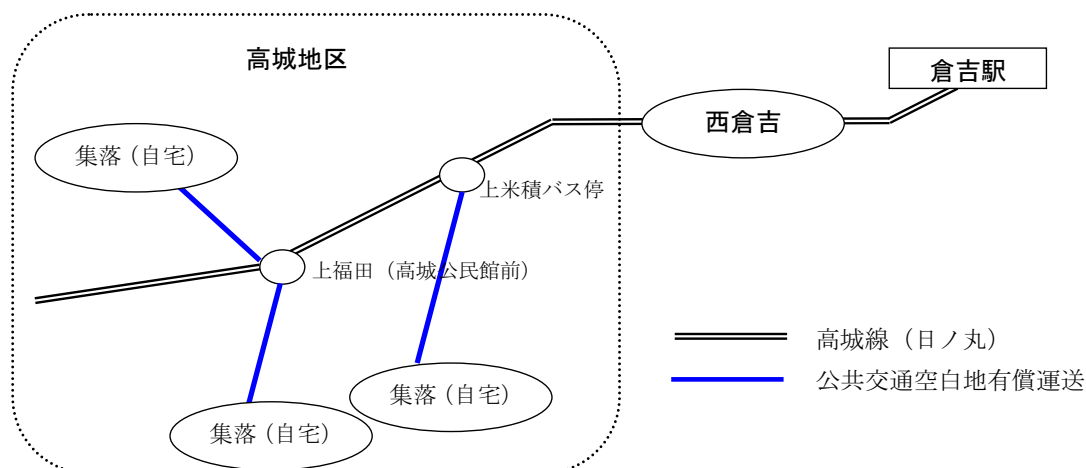 高城地区
倉吉駅
西倉吉
集落（自宅）
上米積バス停
上福田（高城公民館前）
高城線（日ノ丸）
公共交通空白地有償運送
集落（自宅）
集落（自宅）